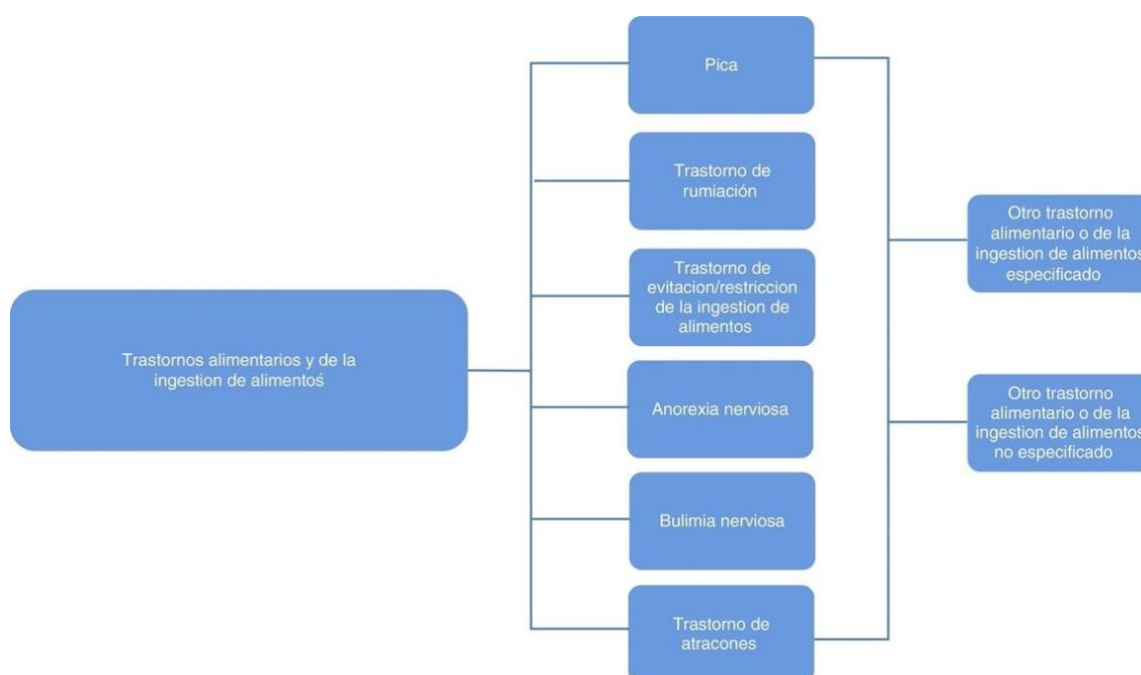 Trastornos alimentarios y de la
ingestion de alimentoś
Pica
Trastorno de
rumiación
Trastorno de
evitacion/restriccion
de la ingestion de
alimentos
Anorexia nerviosa
Bulimia nerviosa
Trastorno de
atracones
Otro trastorno
alimentario o de la
ingestion de alimentos
especificado
Otro trastorno
alimentario o de la
ingestion de alimentos
no especificado